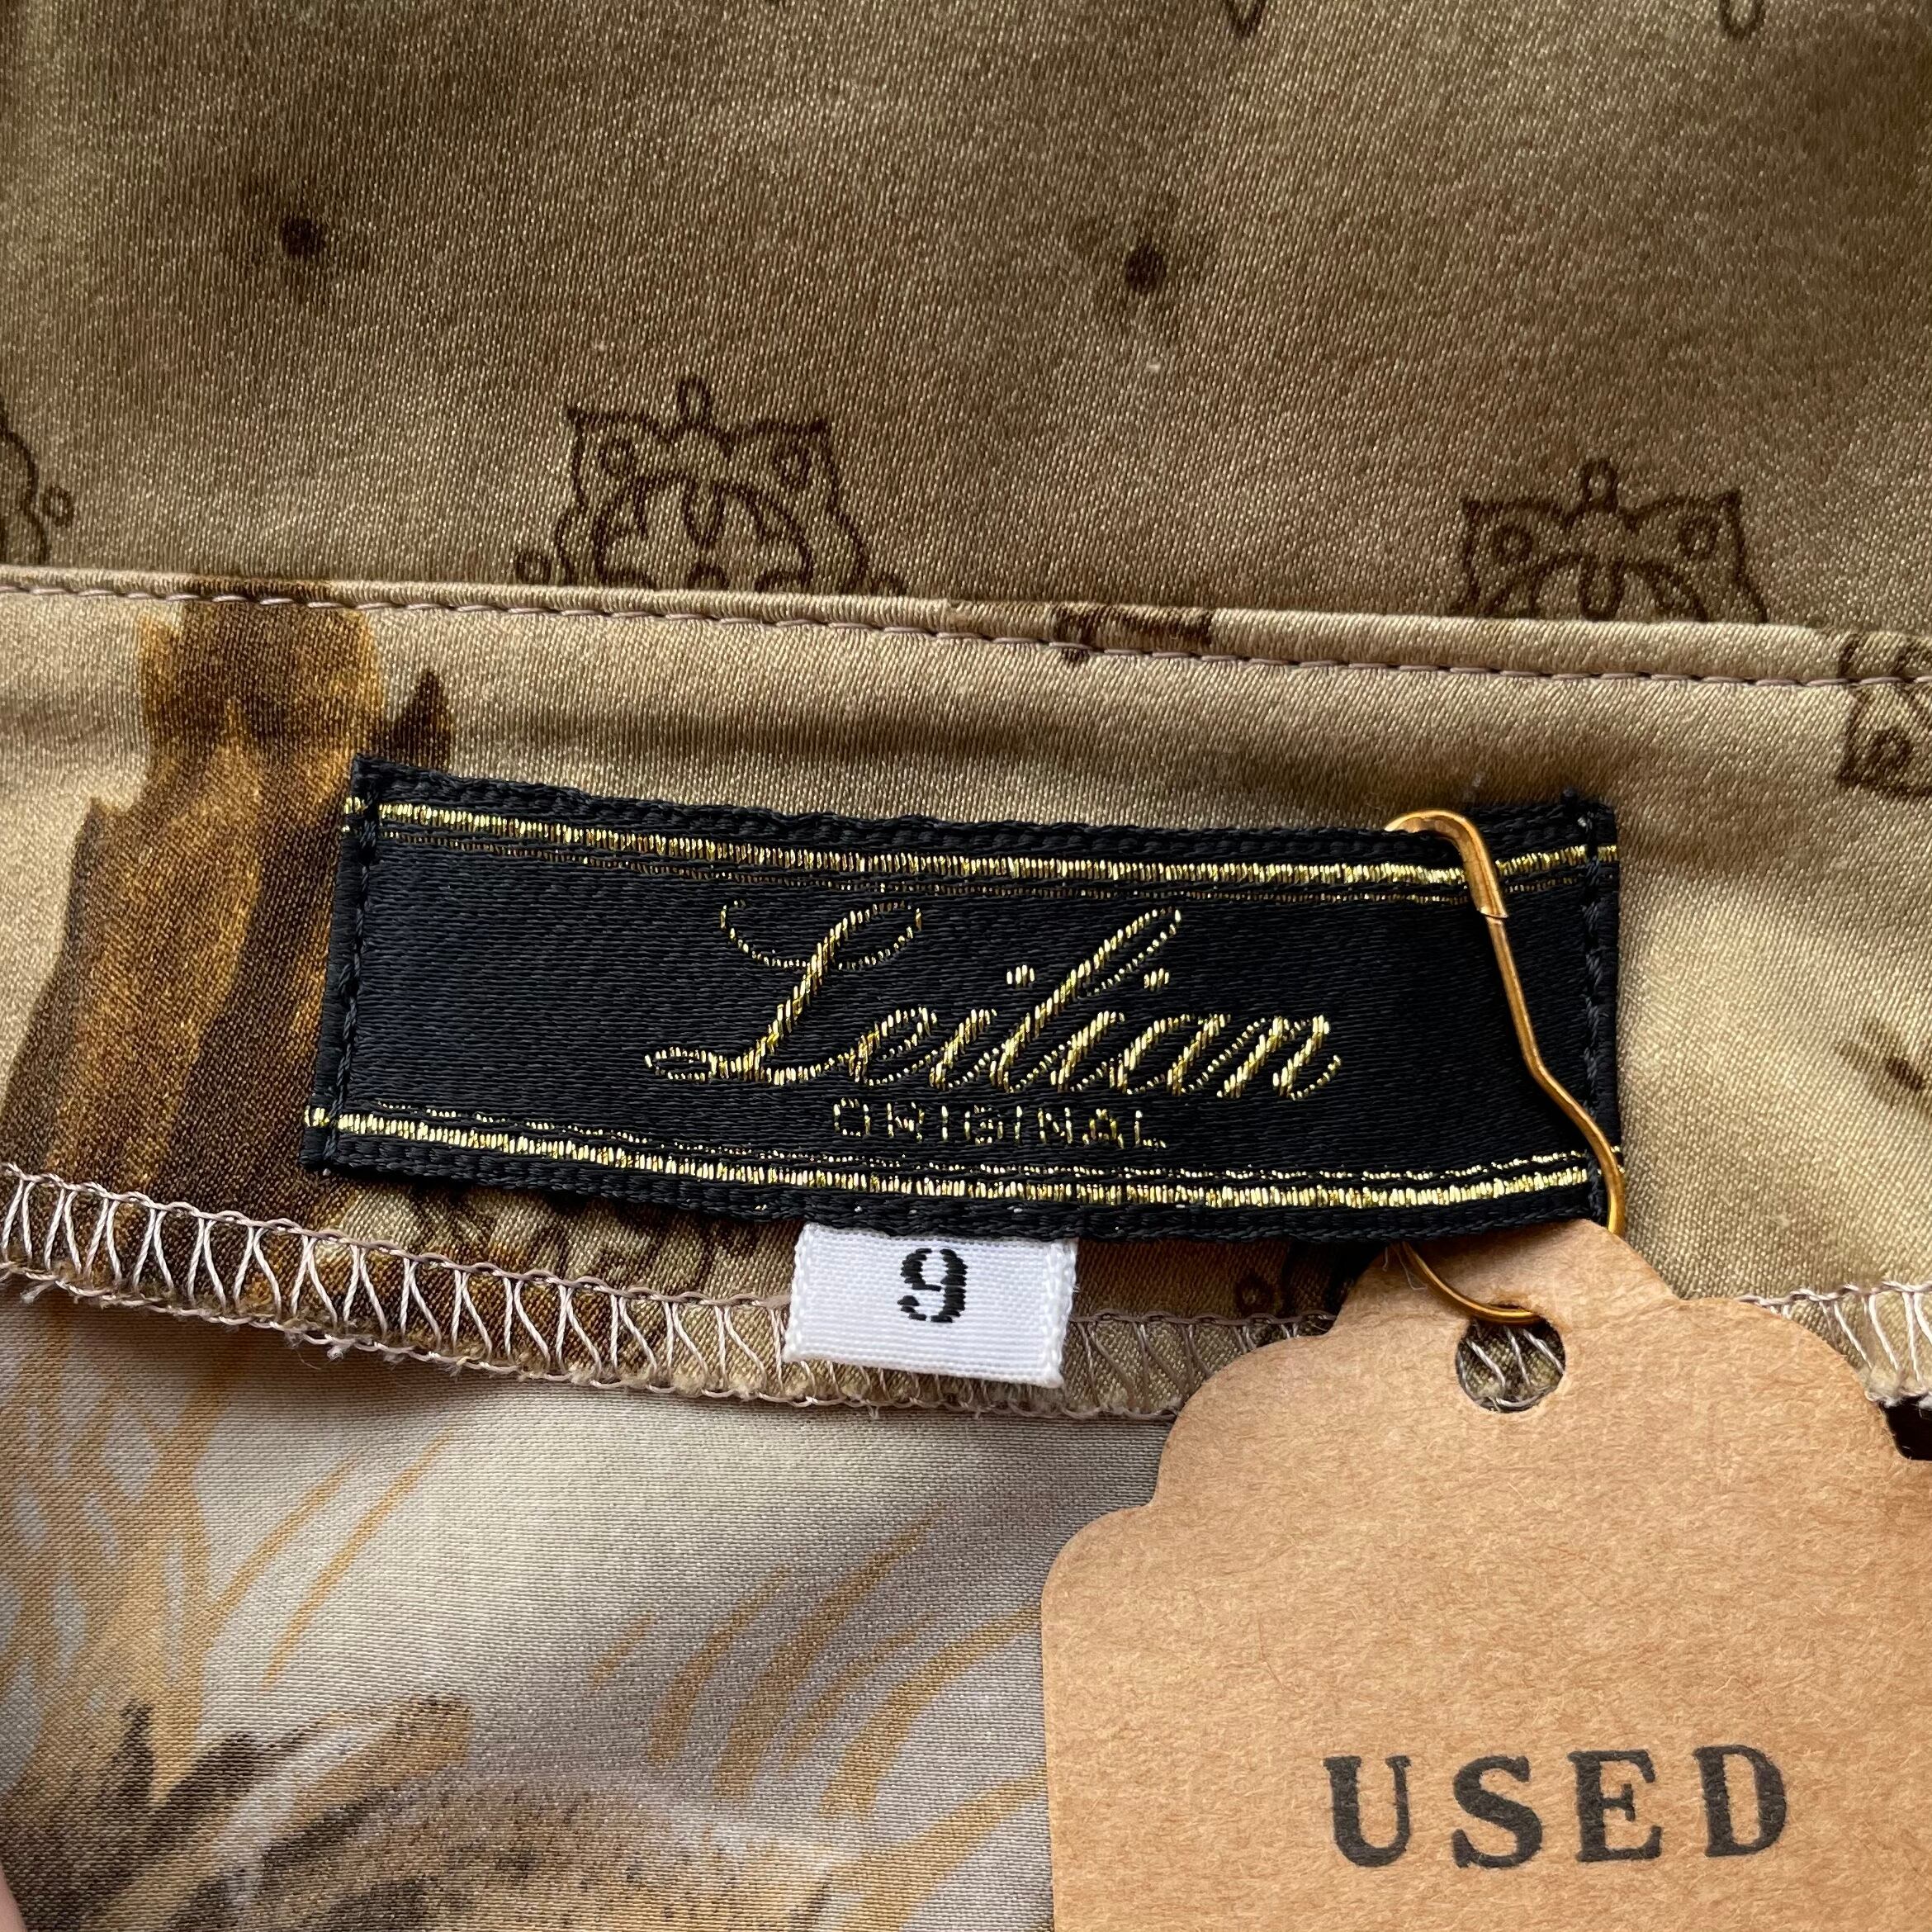 Leilian
ORIGINAL
9
USED